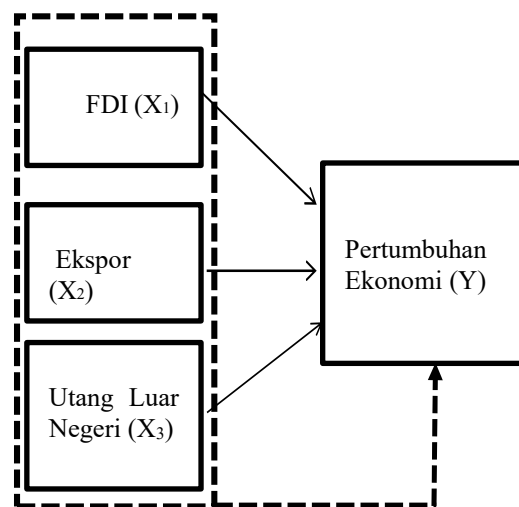 FDI (X₁)
Ekspor
(X₂)
Utang Luar
Negeri (X₃)
Pertumbuhan
Ekonomi (Y)